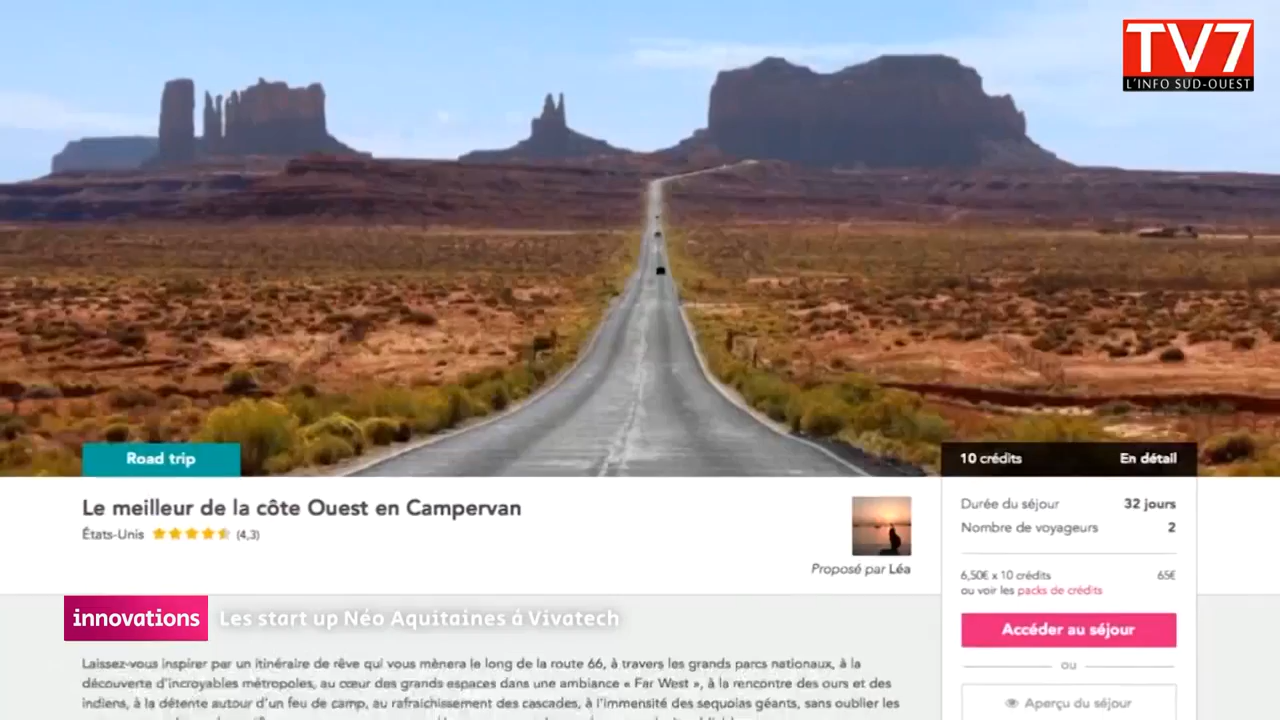 TV7
L'INFO SUD-OUEST
Road trip
10 crédits
En détail
Le meilleur de la côte Ouest en Campervan
États-Unis
(4,3)
Proposé par Léa
Durée du séjour
32 jours
Nombre de voyageurs
2
6,50€ x 10 crédits
65€
ou voir les packs de crédits
Accéder au séjour
ou
Aperçu du séjour
innovations
Les start up Néo Aquitaines à Vivatech
Laissez-vous inspirer par un itinéraire de rêve qui vous mènera le long de la route 66, à travers les grands parcs nationaux, à la
découverte d'incroyables métropoles, au cœur des grands espaces dans une ambiance « Far West », à la rencontre des ours et des
indiens, à la détente autour d'un feu de camp, au rafraichissement des cascades, à l'immensité des sequoias géants, sans oublier les